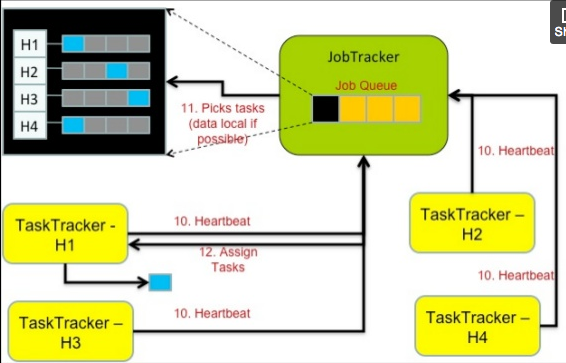 H1
H2
H3
H4
JobTracker
Job Queue
11. Picks tasks
(data local if
possible)
10. Heartbeat
TaskTracker -
H1
10. Heartbeat
12. Assign
Tasks
TaskTracker –
H2
10. Heartbeat
TaskTracker –
H3
10. Heartbeat
TaskTracker –
H4